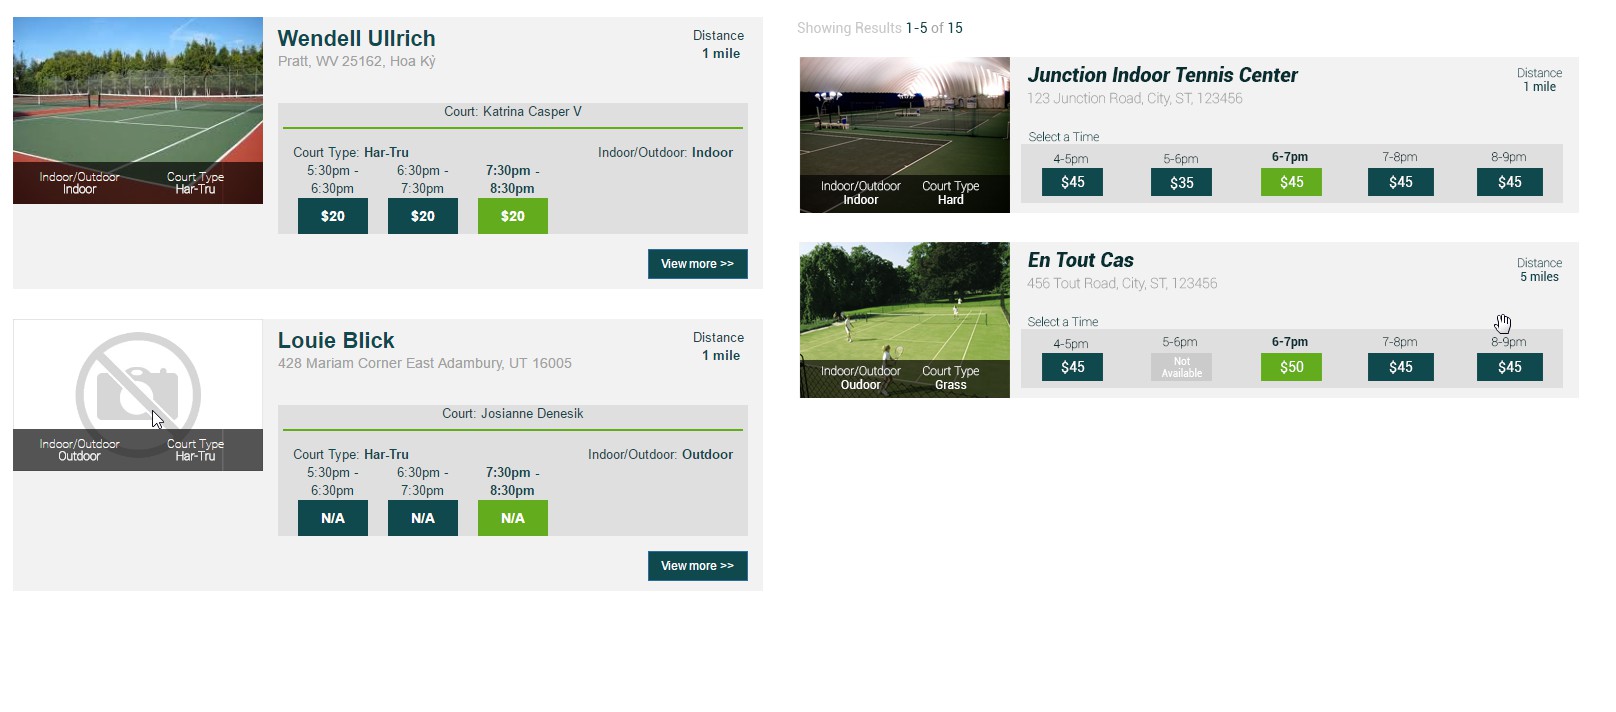 Wendell Ullrich
Pratt, WV 25162, Hoa Kỳ
Distance
1 mile
Indoor/Outdoor
Indoor
Court Type
Har-Tru
Court: Katrina Casper V
Court Type: Har-Tru
Indoor/Outdoor: Indoor
5:30pm -
6:30pm
6:30pm -
7:30pm
7:30pm -
8:30pm
$20
$20
$20
View more >>
Louie Blick
428 Mariam Corner East Adambury, UT 16005
Distance
1 mile
Indoor/Outdoor
Outdoor
Court Type
Har-Tru
Court: Josianne Denesik
Court Type: Har-Tru
Indoor/Outdoor: Outdoor
5:30pm -
6:30pm
6:30pm -
7:30pm
7:30pm -
8:30pm
N/A
N/A
N/A
View more >>
Showing Results 1-5 of 15
Junction Indoor Tennis Center
123 Junction Road, City, ST, 123456
Distance
1 mile
Indoor/Outdoor
Indoor
Court Type
Hard
Select a Time
4-5pm
5-6pm
6-7pm
7-8pm
8-9pm
$45
$35
$45
$45
$45
En Tout Cas
456 Tout Road, City, ST, 123456
Distance
5 miles
Indoor/Outdoor
Oudoor
Court Type
Grass
Select a Time
4-5pm
5-6pm
6-7pm
7-8pm
8-9pm
$45
Not
Available
$50
$45
$45